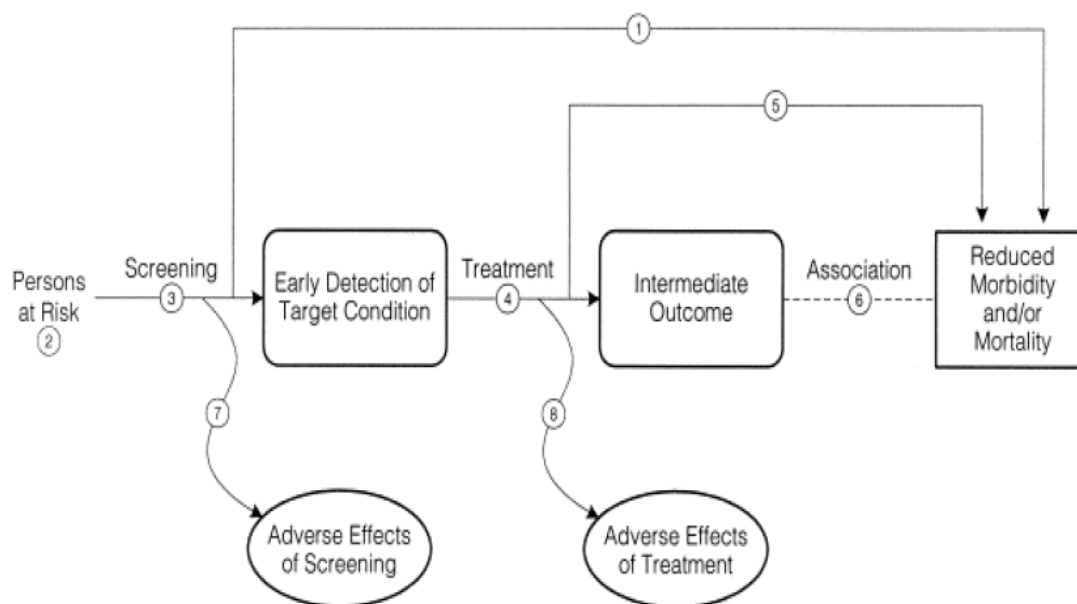 1
5
Persons
at Risk
2
Screening
3
Early Detection of
Target Condition
Treatment
4
Intermediate
Outcome
Association
6
Reduced
Morbidity
and/or
Mortality
7
8
Adverse Effects
of Screening
Adverse Effects
of Treatment